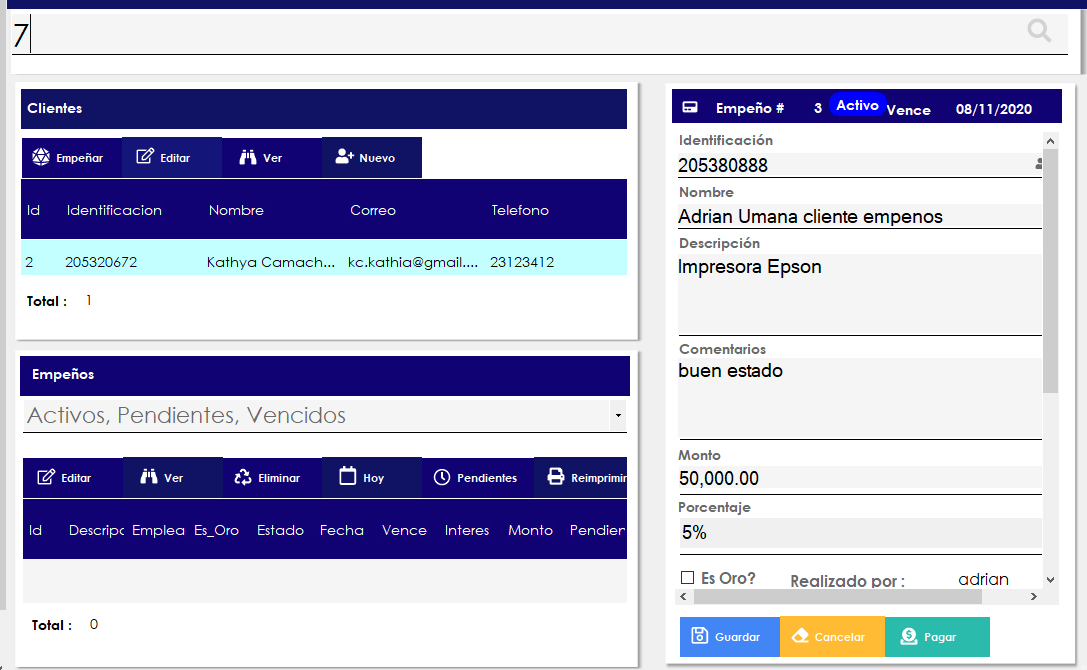 7
Clientes
Empeñar Editar Ver Nuevo
Id Identificacion Nombre Correo Telefono
2 205320672 Kathya Camach... kc.kathia@gmail.... 23123412
Total : 1
Empeños
Activos, Pendientes, Vencidos
Editar Ver Eliminar Hoy Pendientes Reimprimir
Id Descripc Emplea Es_Oro Estado Fecha Vence Interes Monto Pendien
Total : 0
Empeño # 3 Activo Vence 08/11/2020
Identificación
205380888
Nombre
Adrian Umana cliente empenos
Descripción
Impresora Epson
Comentarios
buen estado
Monto
50,000.00
Porcentaje
5%
Es Oro? Realizado por : adrian
Guardar Cancelar Pagar